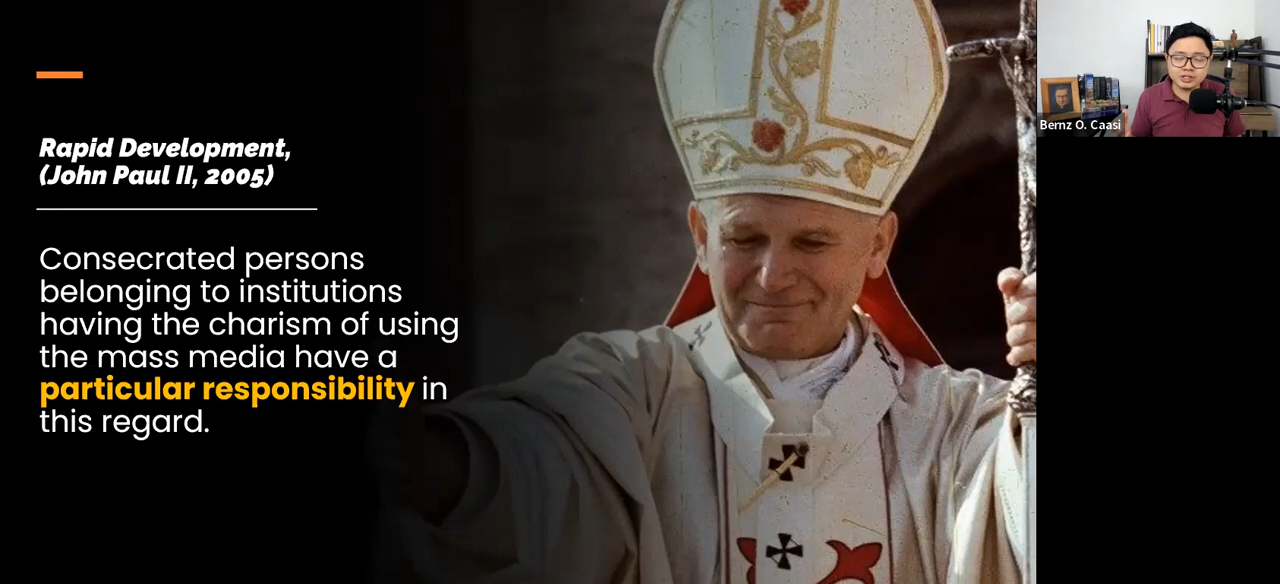 Rapid Development,
(John Paul II, 2005)
Consecrated persons
belonging to institutions
having the charism of using
the mass media have a
particular responsibility in
this regard.
Bernz O. Caasi